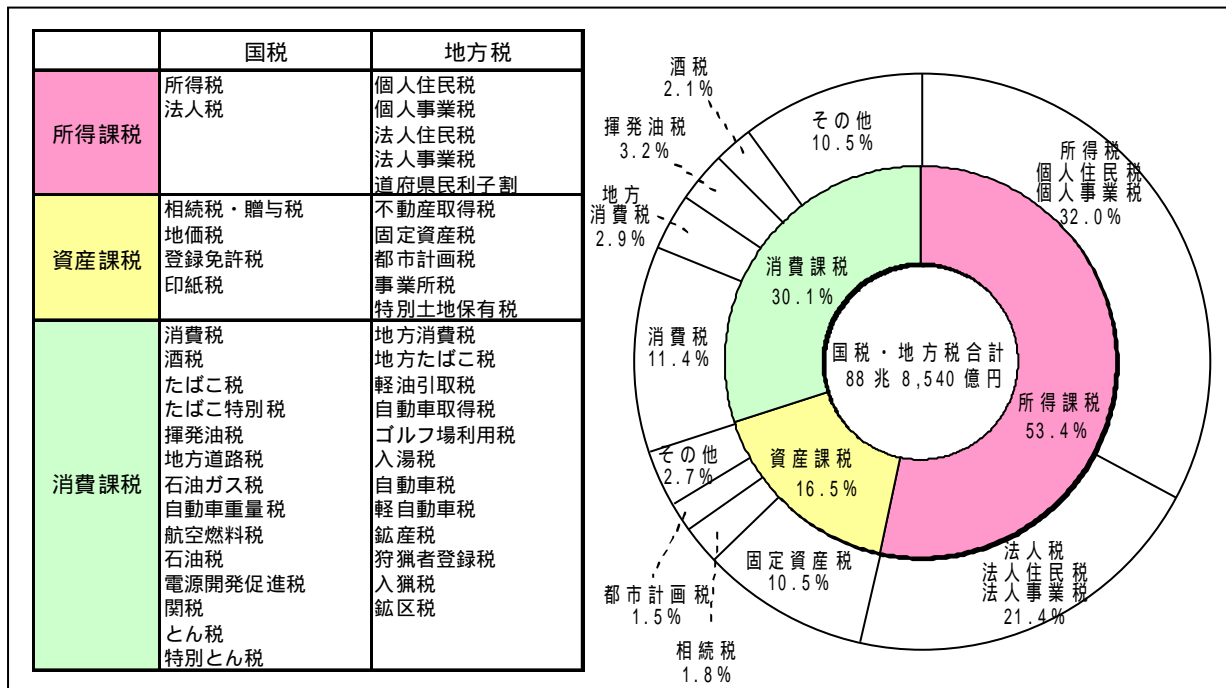 国税 地方税
所得課税
所得税
法人税
個人住民税
個人事業税
法人住民税
法人事業税
道府県民利子割
資産課税
相続税・贈与税
地価税
登録免許税
印紙税
不動産取得税
固定資産税
都市計画税
事業所税
特別土地保有税
消費課税
消費税
酒税
たばこ税
たばこ特別税
揮発油税
地方道路税
石油ガス税
自動車重量税
航空燃料税
石油税
電源開発促進税
関税
とん税
特別とん税
地方消費税
地方たばこ税
軽油引取税
自動車取得税
ゴルフ場利用税
入湯税
自動車税
軽自動車税
鉱産税
狩猟者登録税
入猟税
鉱区税
酒税
2.1%
揮発油税
3.2%
地方
消費税
2.9%
消費税
11.4%
その他
10.5%
消費課税
30.1%
所得税
個人住民税
個人事業税
32.0%
国税・地方税合計
88兆 8,540億円
所得課税
53.4%
資産課税
16.5%
その他
2.7%
都市計画税
1.5%
相続税
1.8%
固定資産税
10.5%
法人税
法人住民税
法人事業税
21.4%